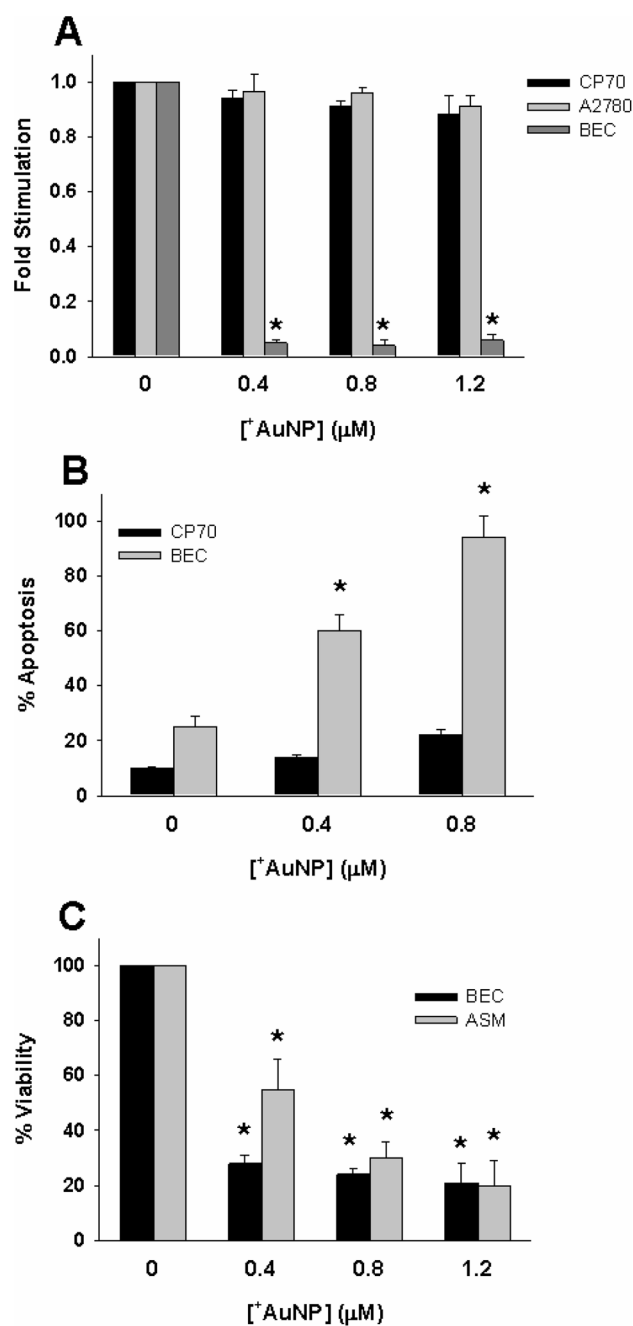 A
CP70
A2780
BEC
1.0
0.8
0.6
0.4
0.2
0.0
Fold Stimulation
* * *
0 0.4 0.8 1.2
[⁺AuNP] (μM)
B
CP70
BEC
100
80
60
40
20
0
% Apoptosis
* *
0 0.4 0.8
[⁺AuNP] (μM)
C
BEC
ASM
100
80
60
40
20
0
% Viability
* * * * * *
0 0.4 0.8 1.2
[⁺AuNP] (μM)